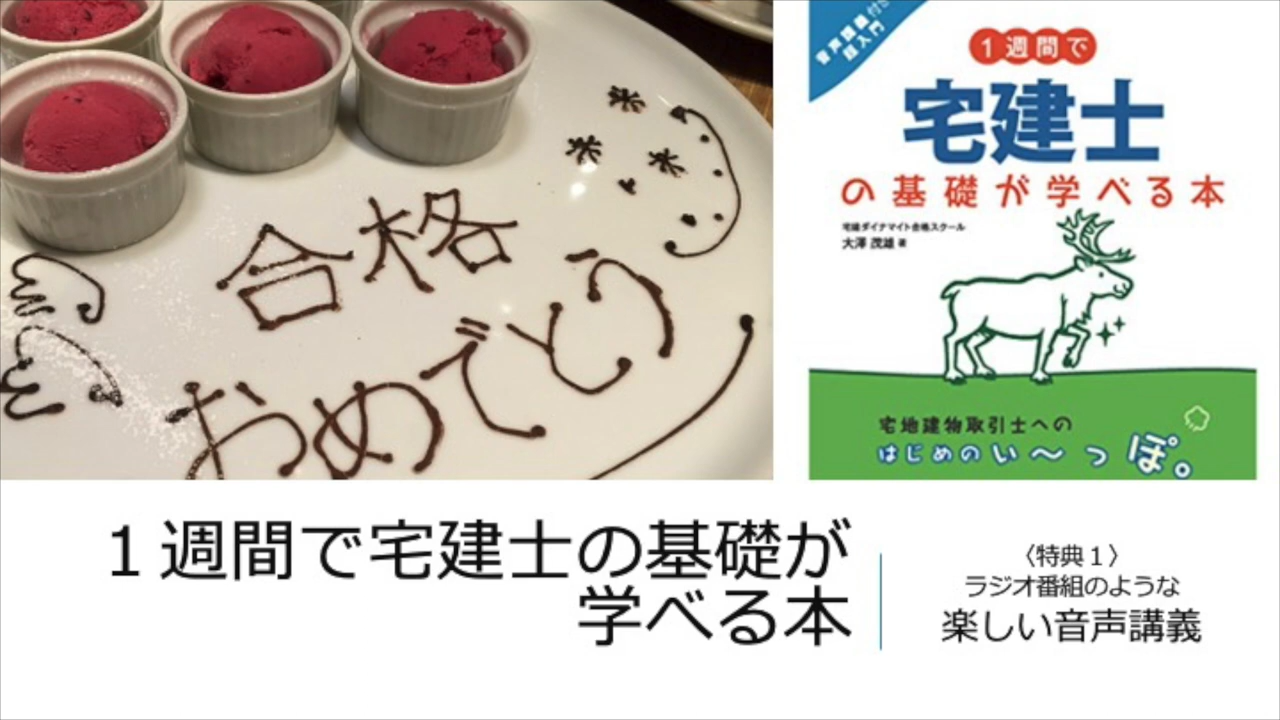 合格
おめでとう
音声講義付き
超入門
1週間で
宅建士
の基礎が学べる本
宅建ダイナマイト合格スクール
大澤 茂雄 著
宅地建物取引士への
はじめのい〜っぽ。
1週間で宅建士の基礎が
学べる本
〈特典1〉
ラジオ番組のような
楽しい音声講義